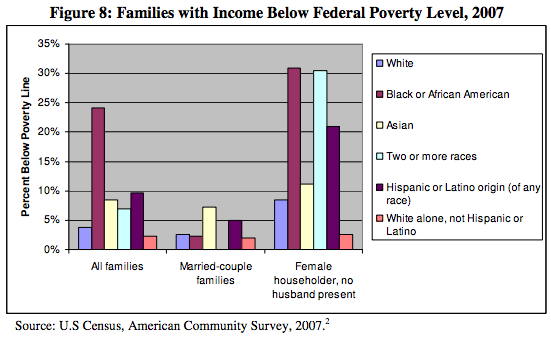 Figure 8: Families with Income Below Federal Poverty Level, 2007
35%
30%
25%
20%
15%
10%
5%
0%
Percent Below Poverty Line
All families
Married-couple
families
Female
householder, no
husband present
White
Black or African American
Asian
Two or more races
Hispanic or Latino origin (of any
race)
White alone, not Hispanic or
Latino
Source: U.S Census, American Community Survey, 2007.2